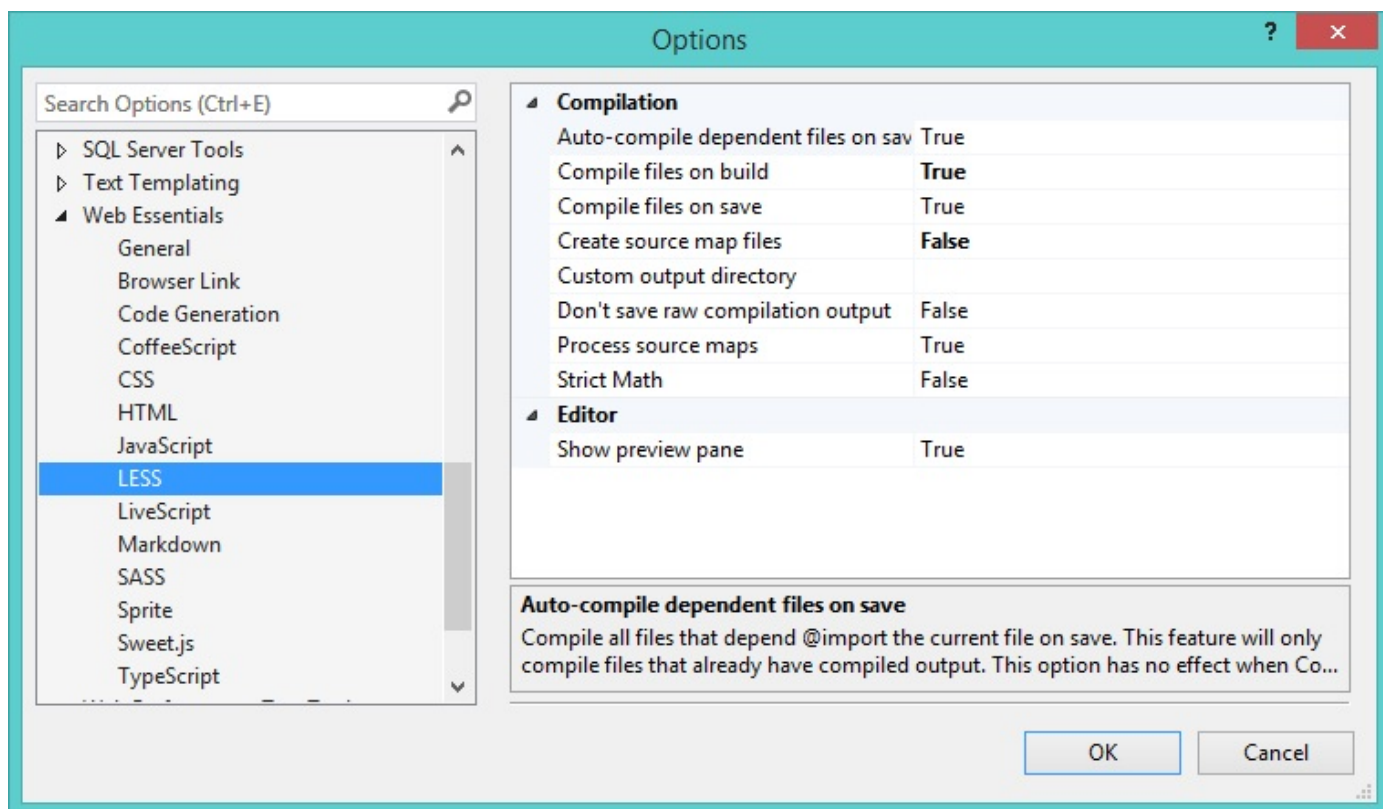 Options
?
Search Options (Ctrl+E)
SQL Server Tools
Text Templating
Web Essentials
General
Browser Link
Code Generation
CoffeeScript
CSS
HTML
JavaScript
LESS
LiveScript
Markdown
SASS
Sprite
Sweet.js
TypeScript
Compilation
Auto-compile dependent files on sav True
Compile files on build True
Compile files on save True
Create source map files False
Custom output directory
Don't save raw compilation output False
Process source maps True
Strict Math False
Editor
Show preview pane True
Auto-compile dependent files on save
Compile all files that depend @import the current file on save. This feature will only
compile files that already have compiled output. This option has no effect when Co...
OK Cancel